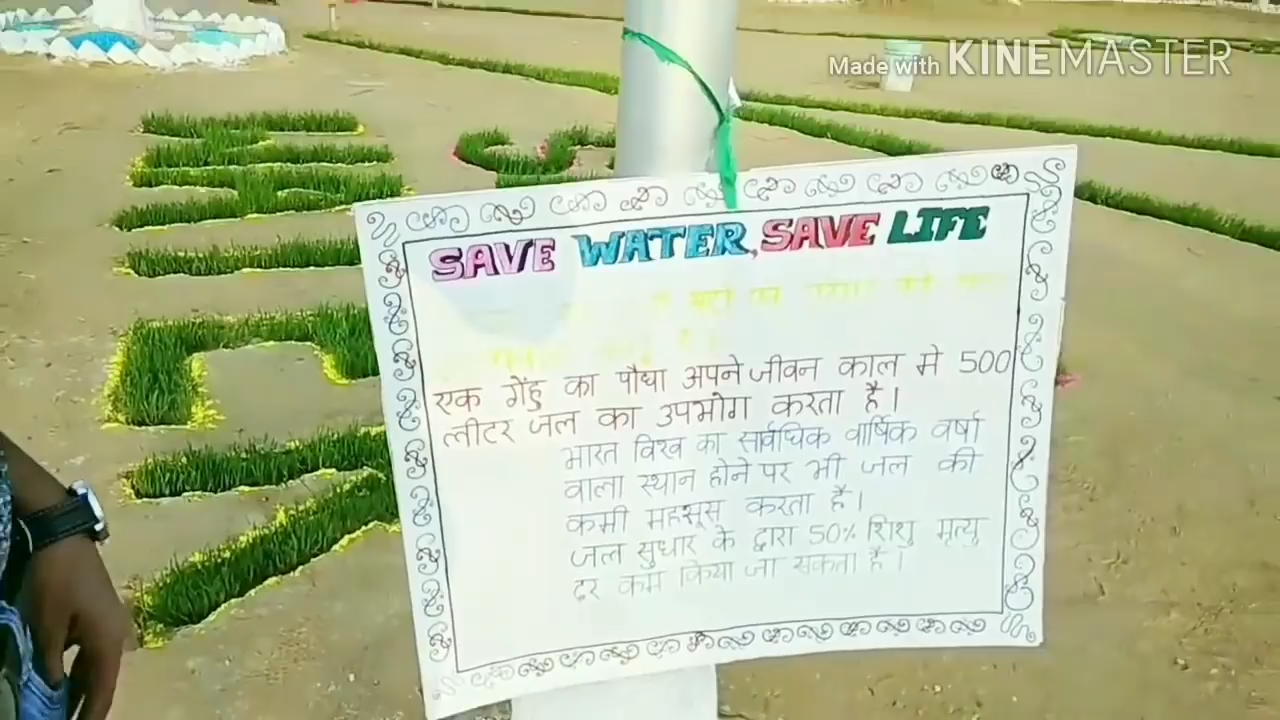 Made with KINEMASTER
SAVE WATER, SAVE LIFE
एक गेंहु का पौधा अपने जीवन काल मे 500
लीटर जल का उपभोग करता है।
भारत विश्व का सार्वधिक वार्षिक वर्षा
वाला स्थान होने पर भी जल की
कमी महसूस करता है।
जल सुधार के द्वारा 50% शिशु मृत्यु
दर कम किया जा सकता है।